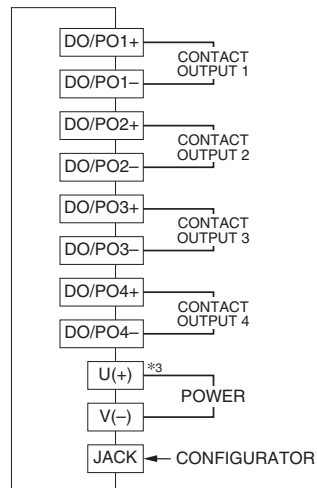 DO/PO1+
CONTACT
OUTPUT 1
DO/PO1–
DO/PO2+
CONTACT
OUTPUT 2
DO/PO2–
DO/PO3+
CONTACT
OUTPUT 3
DO/PO3–
DO/PO4+
CONTACT
OUTPUT 4
DO/PO4–
U(+) *3
POWER
V(–)
JACK CONFIGURATOR